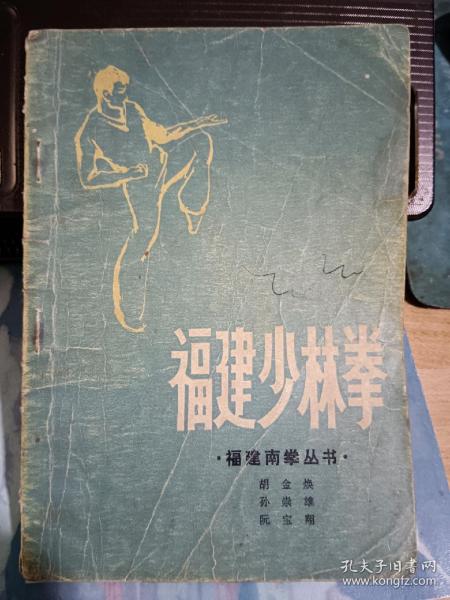 福建少林拳
·福建南拳丛书·
胡金焕
孙崇雄
阮宝翔
孔夫子旧书网
www.kongfz.com